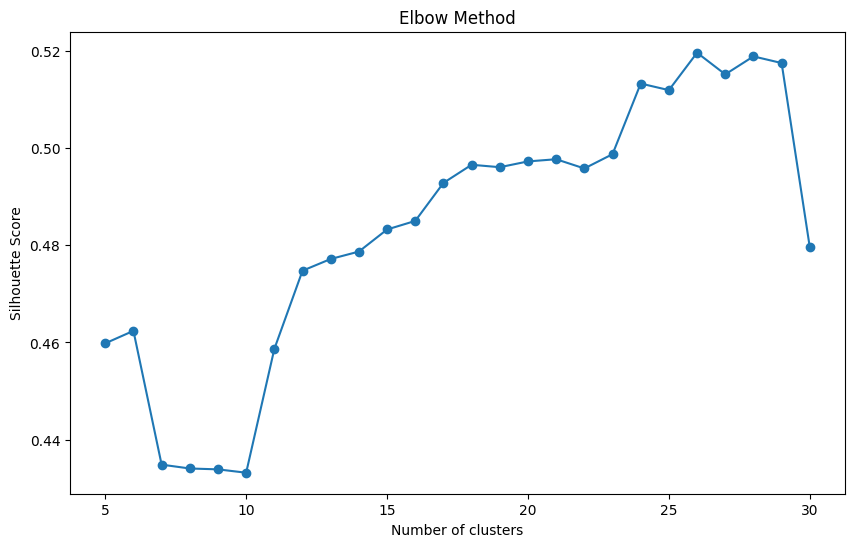 Elbow Method
0.52
0.50
0.48
0.46
0.44
Silhouette Score
5 10 15 20 25 30
Number of clusters